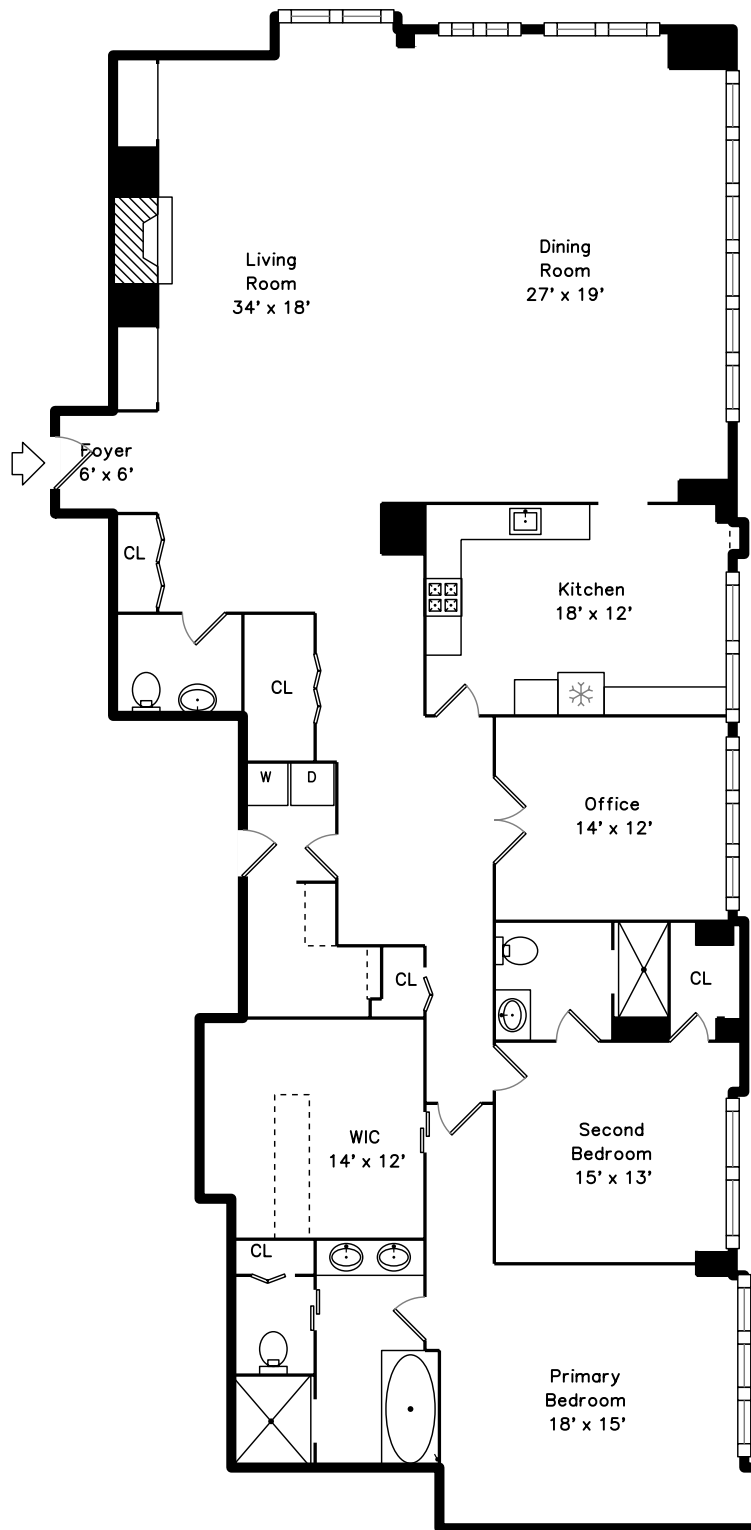 Living
Room
34' x 18'
Dining
Room
27' x 19'
Foyer
6' x 6'
CL
Kitchen
18' x 12'
CL
W
D
Office
14' x 12'
CL
CL
WIC
14' x 12'
Second
Bedroom
15' x 13'
CL
Primary
Bedroom
18' x 15'